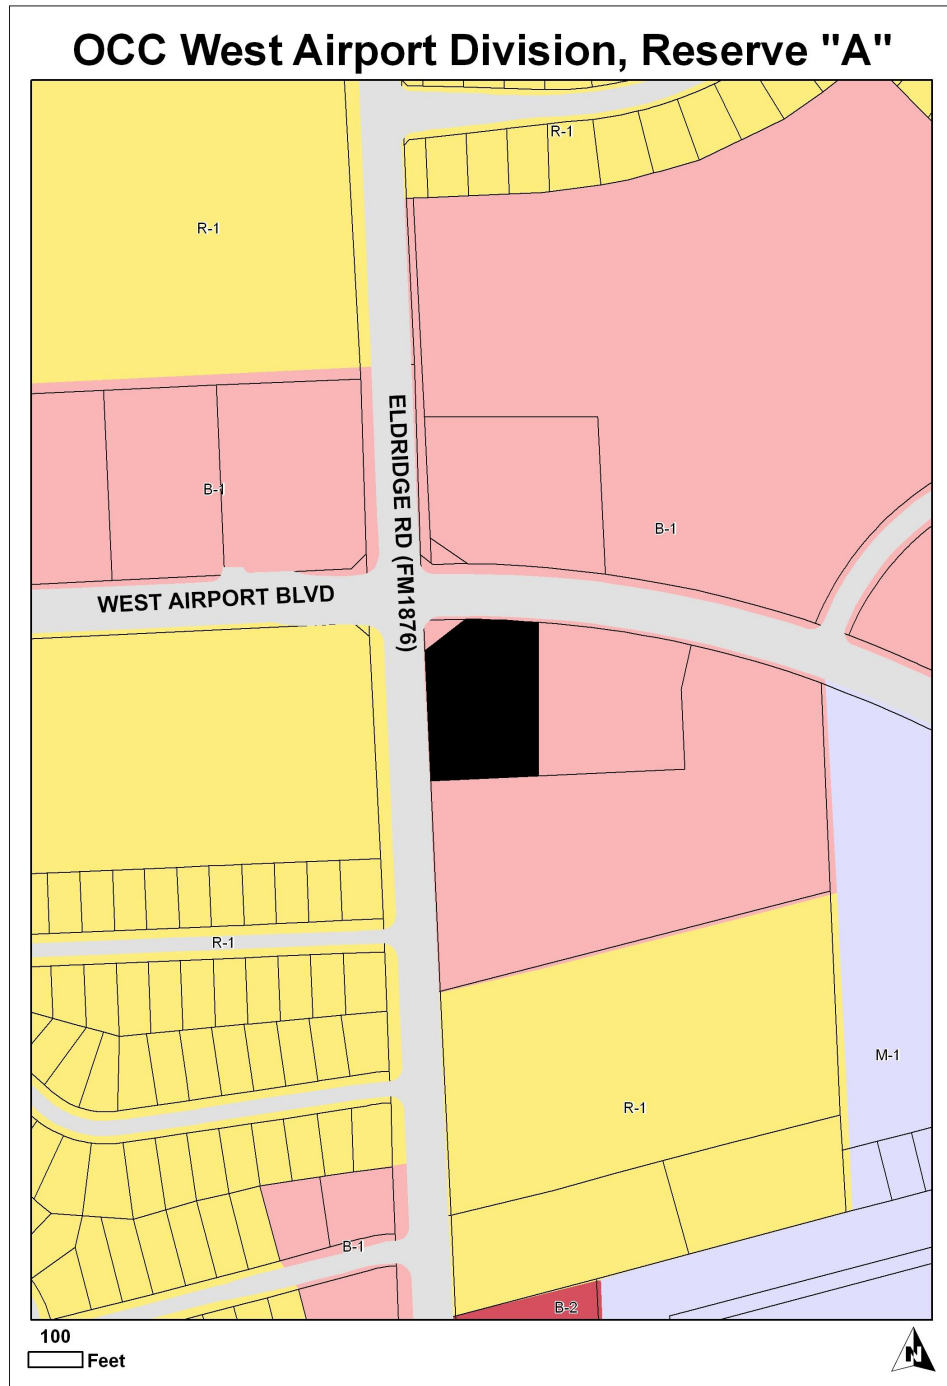 OCC West Airport Division, Reserve "A"
R-1
R-1
B-1
B-1
ELDRIDGE RD (FM1876)
WEST AIRPORT BLVD
R-1
M-1
R-1
B-1
B-2
100
Feet
N